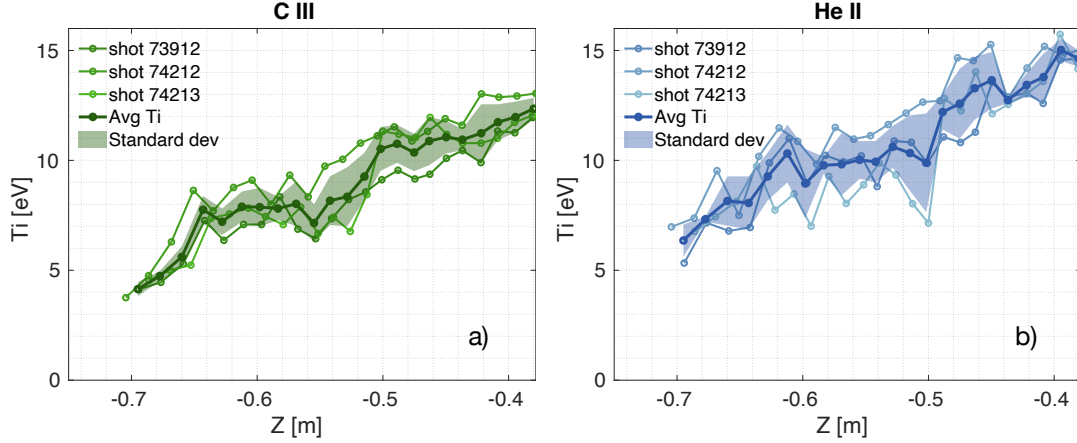 C III
15
10
5
0
Ti [eV]
shot 73912
shot 74212
shot 74213
Avg Ti
Standard dev
a)
-0.7
-0.6
-0.5
-0.4
Z [m]
He II
15
10
5
0
Ti [eV]
shot 73912
shot 74212
shot 74213
Avg Ti
Standard dev
b)
-0.7
-0.6
-0.5
-0.4
Z [m]